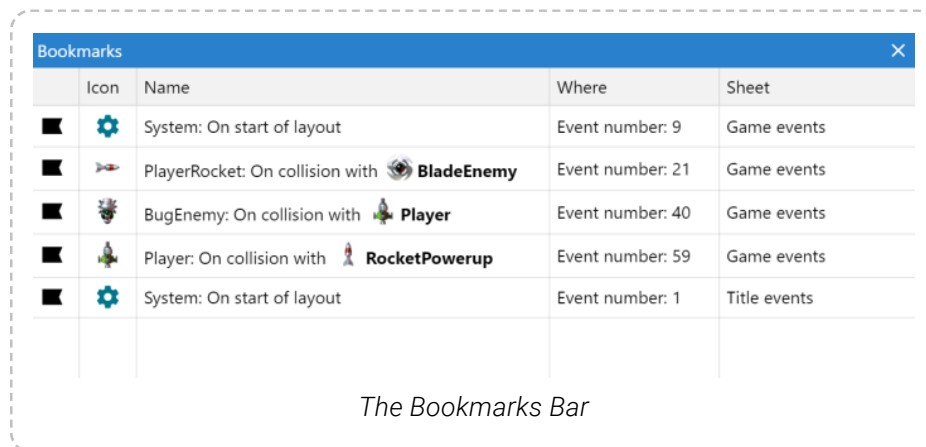 Bookmarks
Icon Name Where Sheet
System: On start of layout Event number: 9 Game events
PlayerRocket: On collision with BladeEnemy Event number: 21 Game events
BugEnemy: On collision with Player Event number: 40 Game events
Player: On collision with RocketPowerup Event number: 59 Game events
System: On start of layout Event number: 1 Title events
The Bookmarks Bar